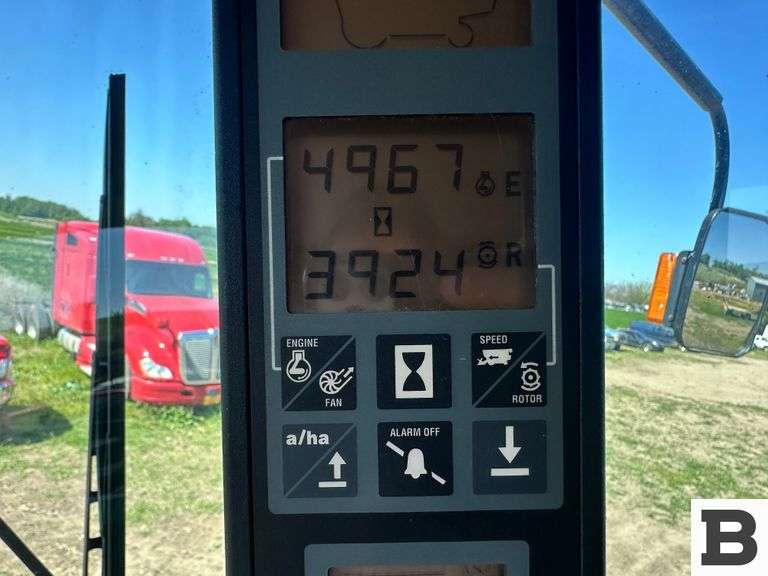 4967 E
3924 R
ENGINE
FAN
SPEED
ROTOR
a/ha
ALARM OFF
B